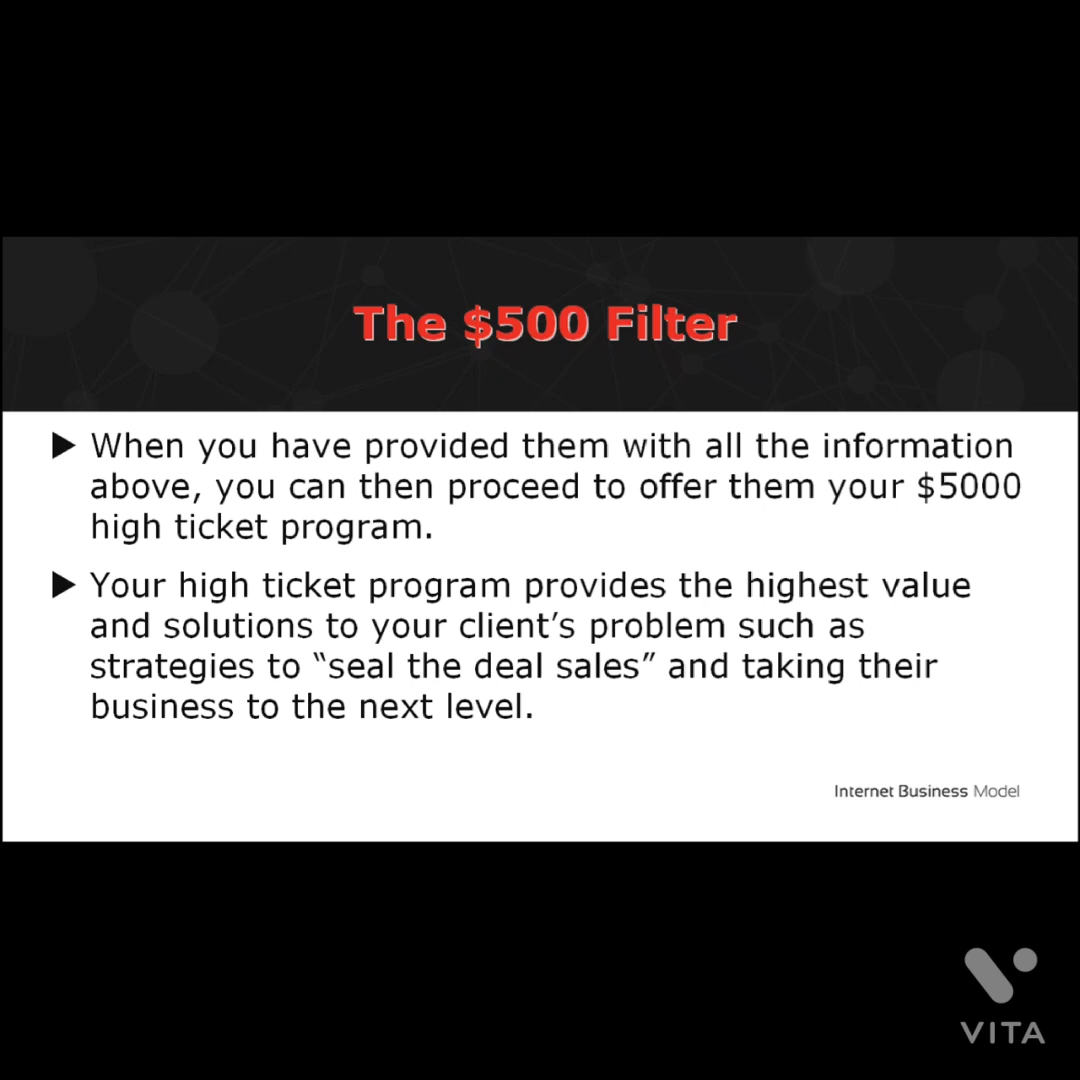 The $500 Filter
▶ When you have provided them with all the information
above, you can then proceed to offer them your $5000
high ticket program.
▶ Your high ticket program provides the highest value
and solutions to your client’s problem such as
strategies to “seal the deal sales” and taking their
business to the next level.
Internet Business Model
VITA